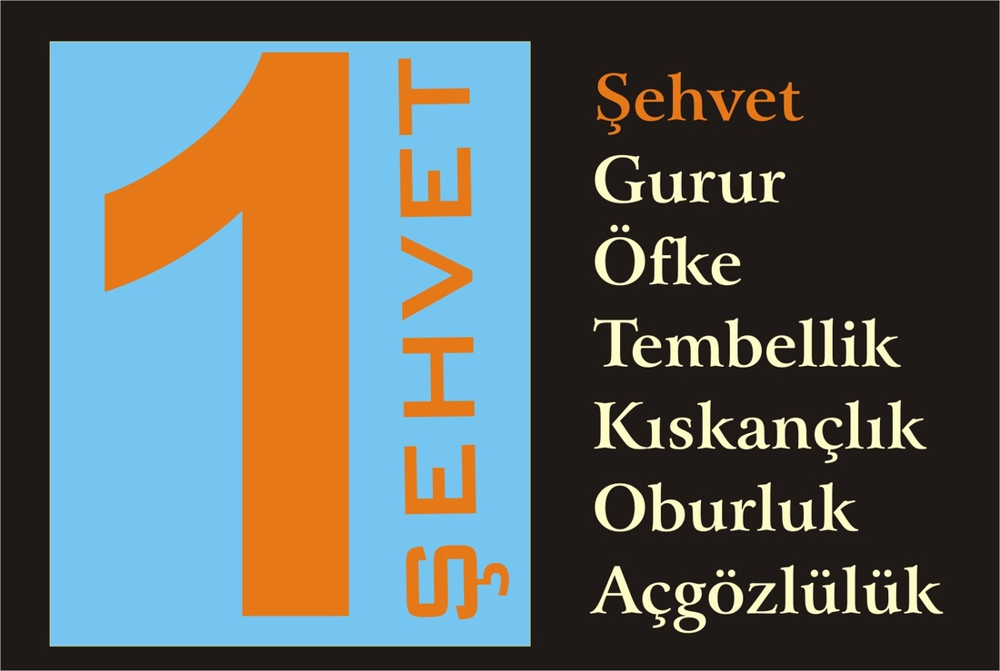 1
ŞEHVET
Şehvet
Gurur
Öfke
Tembellik
Kıskançlık
Oburluk
Açgözlülük